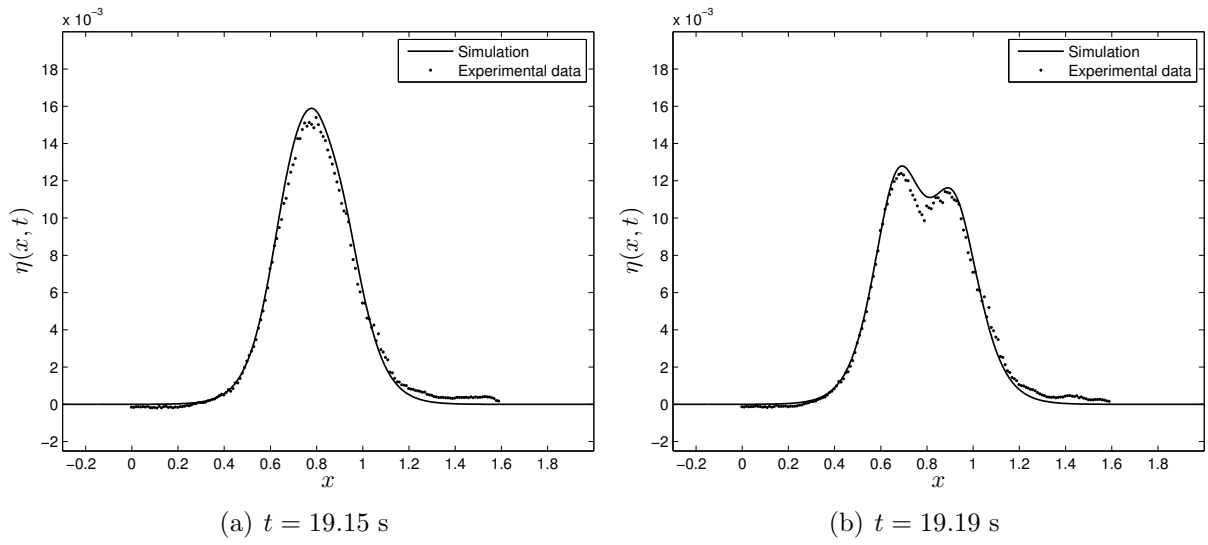 x 10⁻³
18
16
14
12
10
8
6
4
2
0
−2
−0.2 0 0.2 0.4 0.6 0.8 1 1.2 1.4 1.6 1.8
x
η(x, t)
Simulation
Experimental data
(a) t = 19.15 s
x 10⁻³
18
16
14
12
10
8
6
4
2
0
−2
−0.2 0 0.2 0.4 0.6 0.8 1 1.2 1.4 1.6 1.8
x
η(x, t)
Simulation
Experimental data
(b) t = 19.19 s